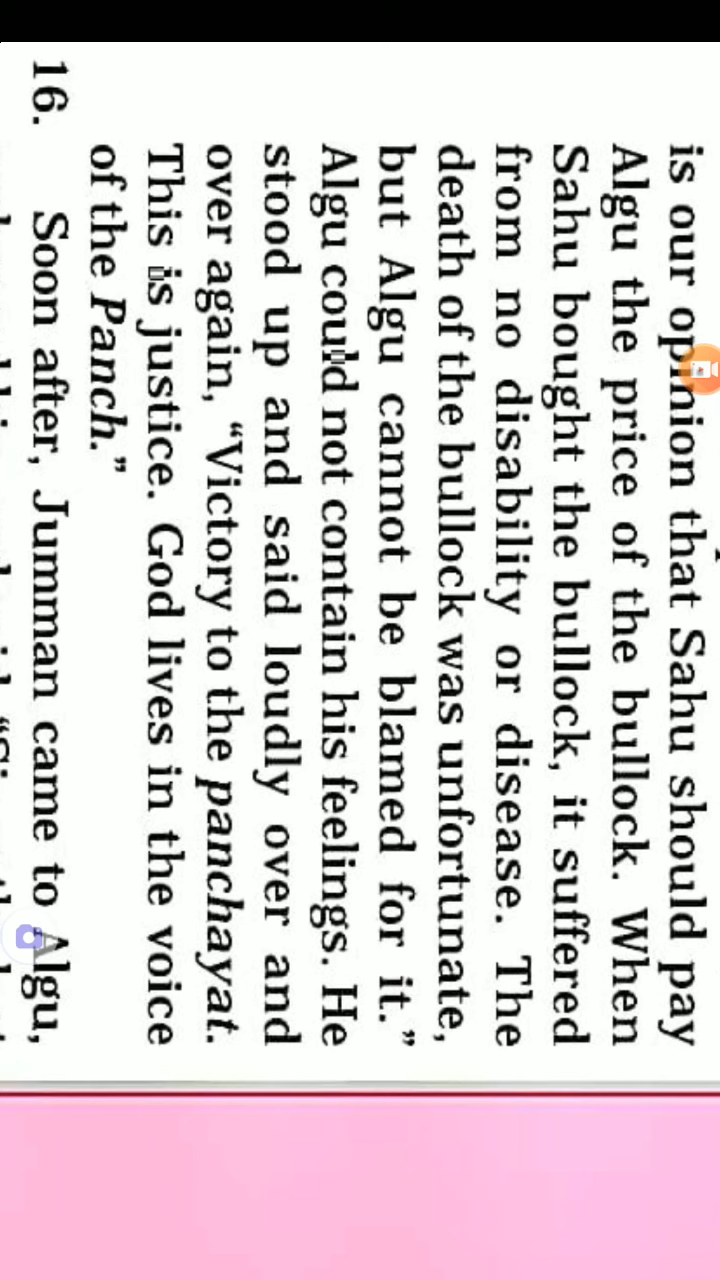 is our opinion that Sahu should pay
Algu the price of the bullock. When
Sahu bought the bullock, it suffered
from no disability or disease. The
death of the bullock was unfortunate,
but Algu cannot be blamed for it.”
Algu could not contain his feelings. He
stood up and said loudly over and
over again, “Victory to the panchayat.
This is justice. God lives in the voice
of the Panch.”
16. Soon after, Jumman came to Algu,